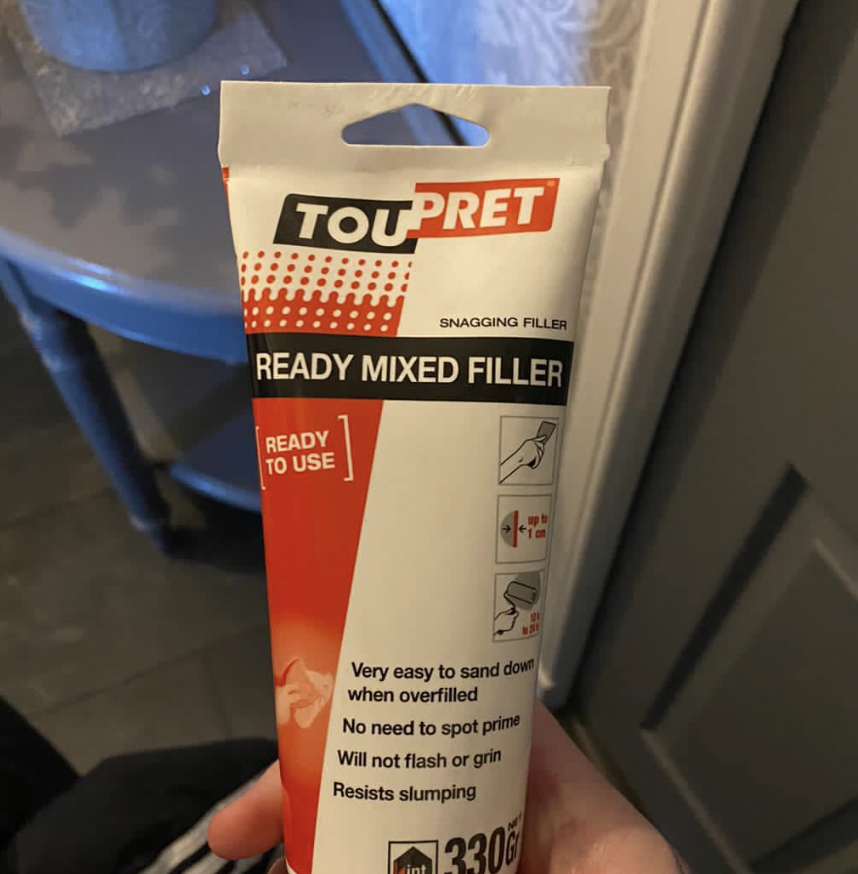 TOUPRET
SNAGGING FILLER
READY MIXED FILLER
READY
TO USE
up to
1 cm
Very easy to sand down
when overfilled
No need to spot prime
Will not flash or grin
Resists slumping
330